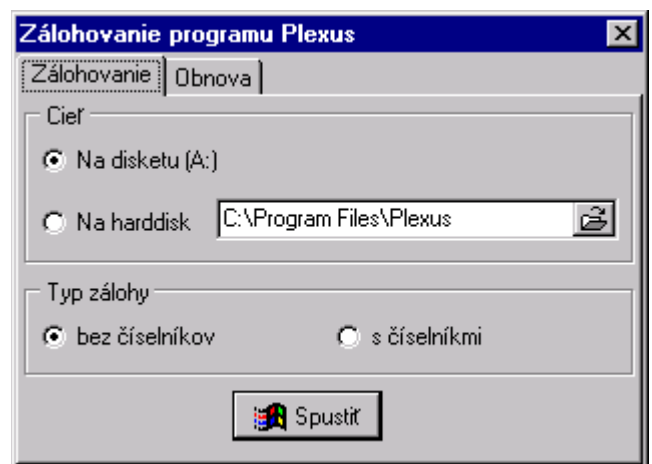 Zálohovanie programu Plexus
Zálohovanie Obnova
Cieľ
Na disketu (A:)
Na harddisk C:\Program Files\Plexus
Typ zálohy
bez číselníkov s číselníkmi
Spustiť